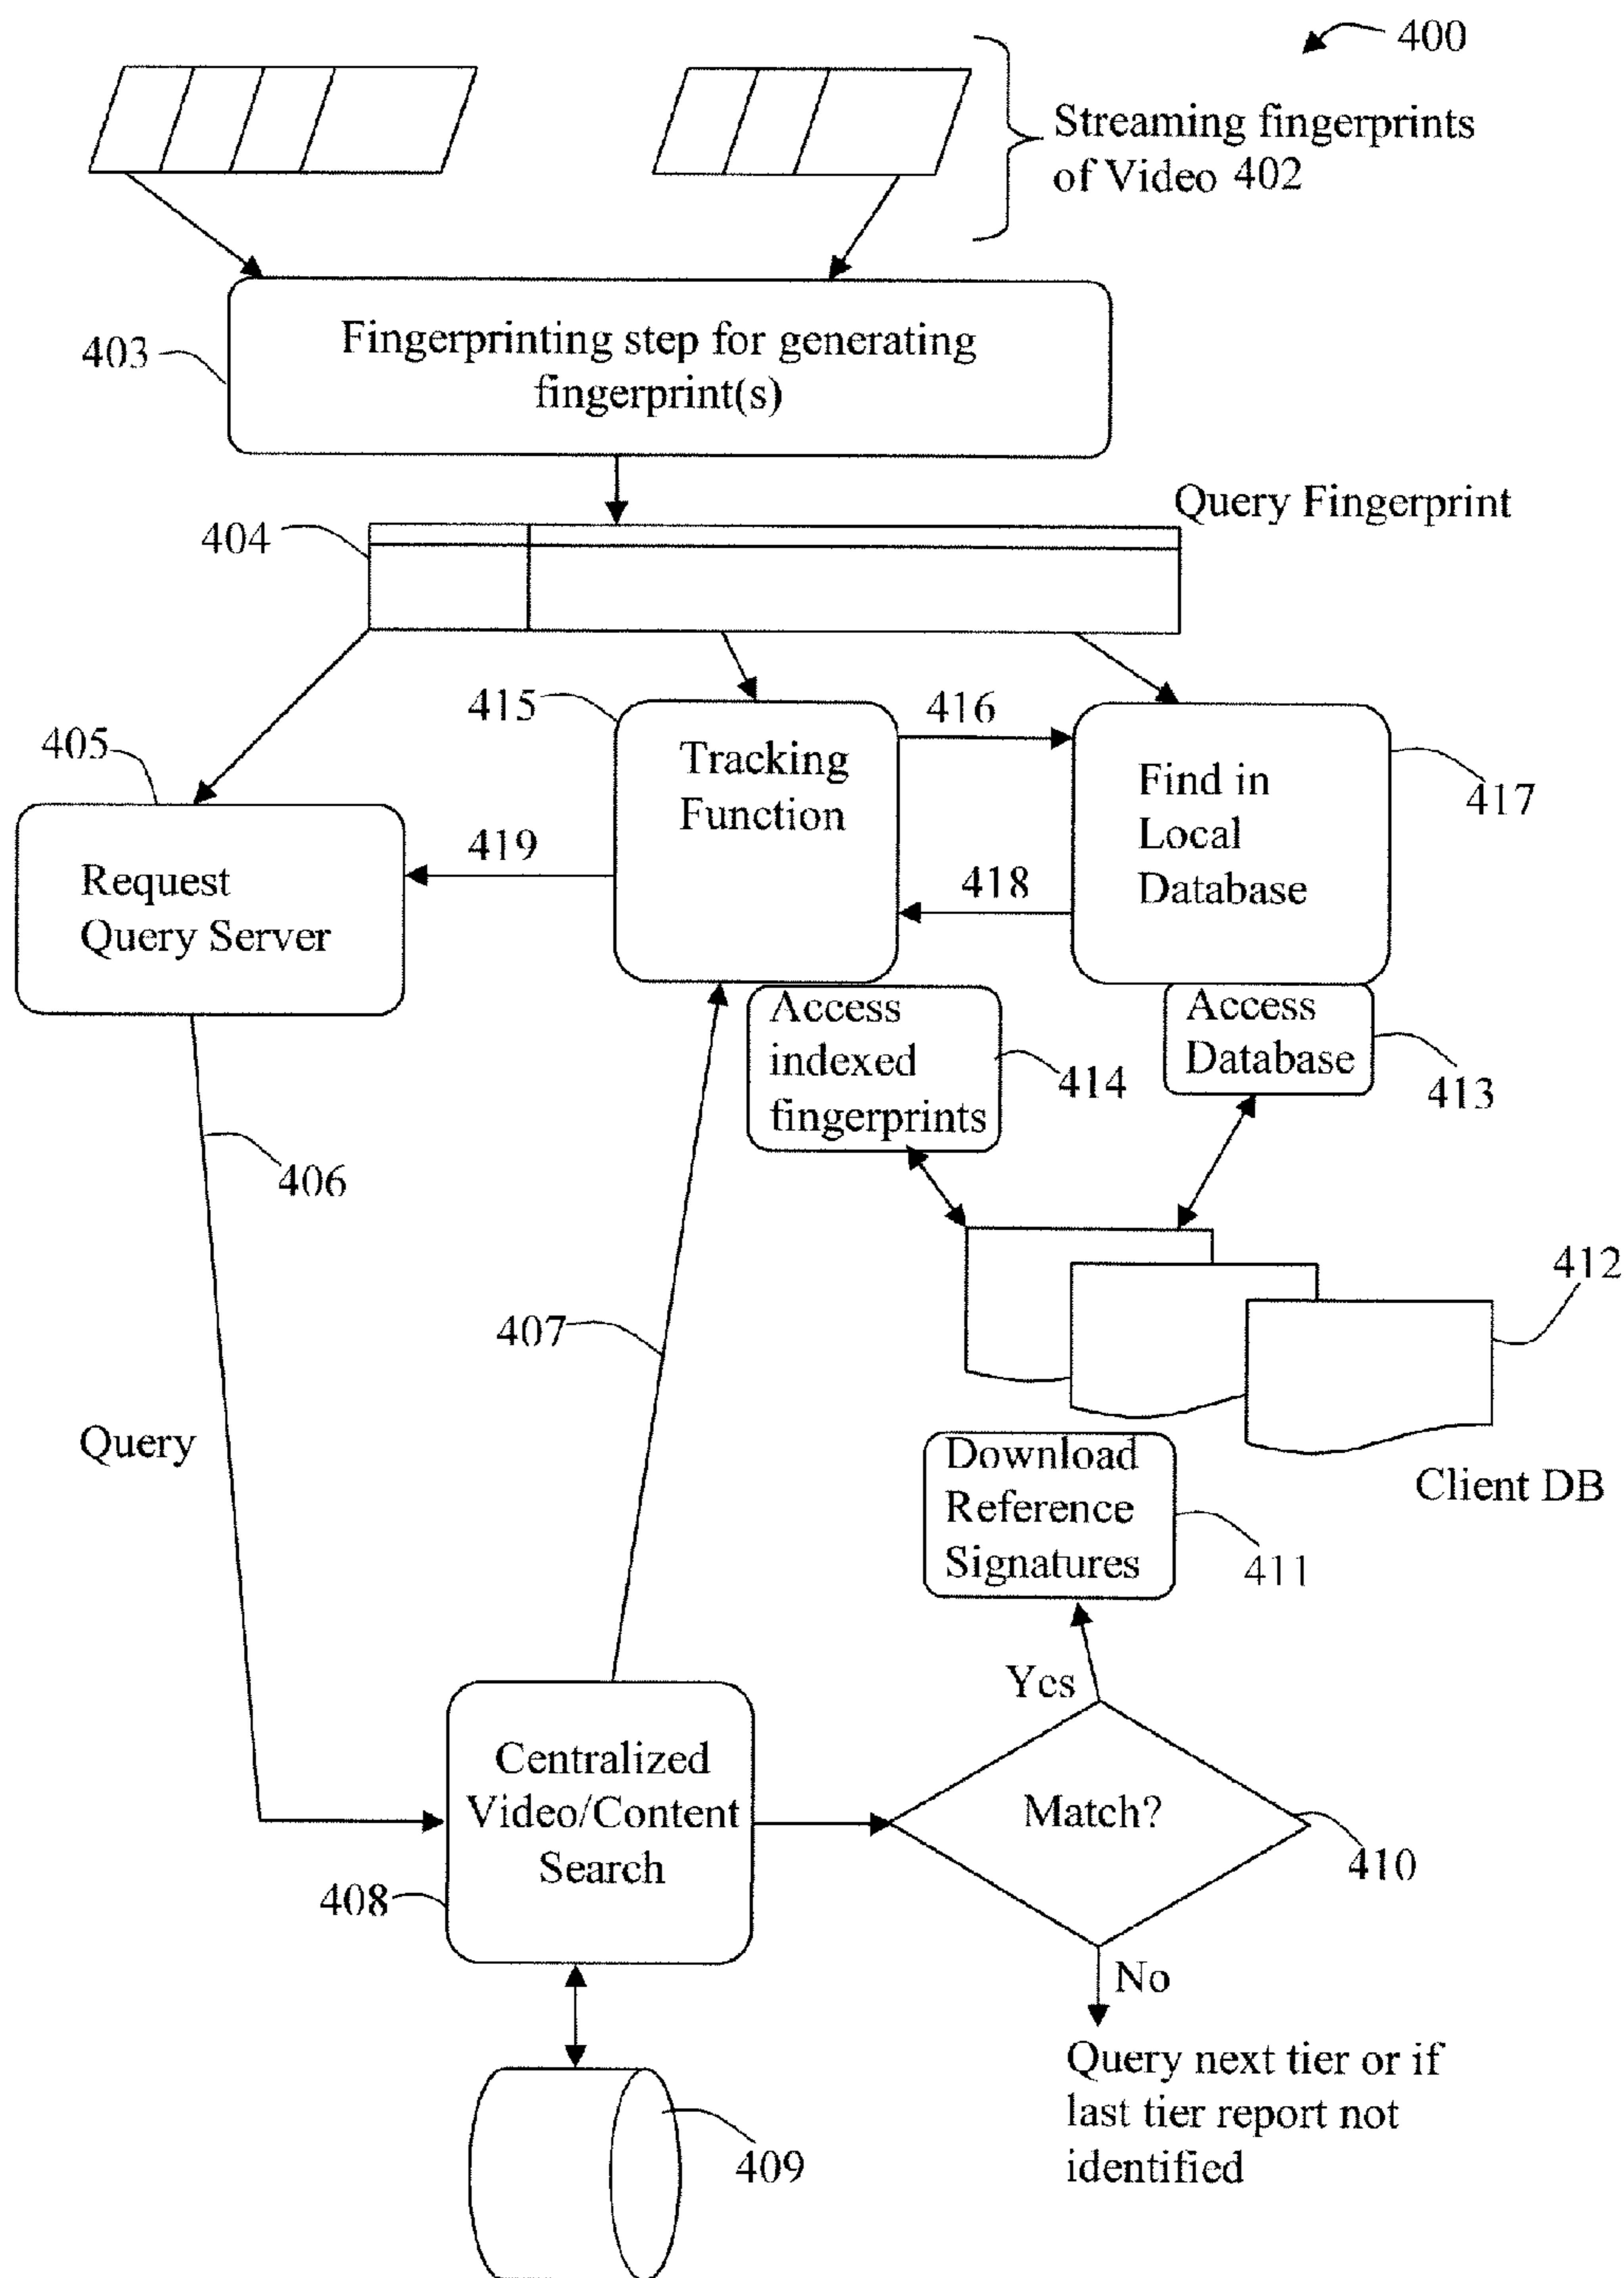 400
Streaming fingerprints
of Video 402
403
Fingerprinting step for generating
fingerprint(s)
Query Fingerprint
404
415
416
405
Tracking
Function
Find in
Local
Database
417
419
418
Request
Query Server
Access
indexed
fingerprints
414
Access
Database
413
406
412
407
Query
Client DB
Download
Reference
Signatures
411
Yes
Centralized
Video/Content
Search
Match?
410
408
No
Query next tier or if
last tier report not
identified
409